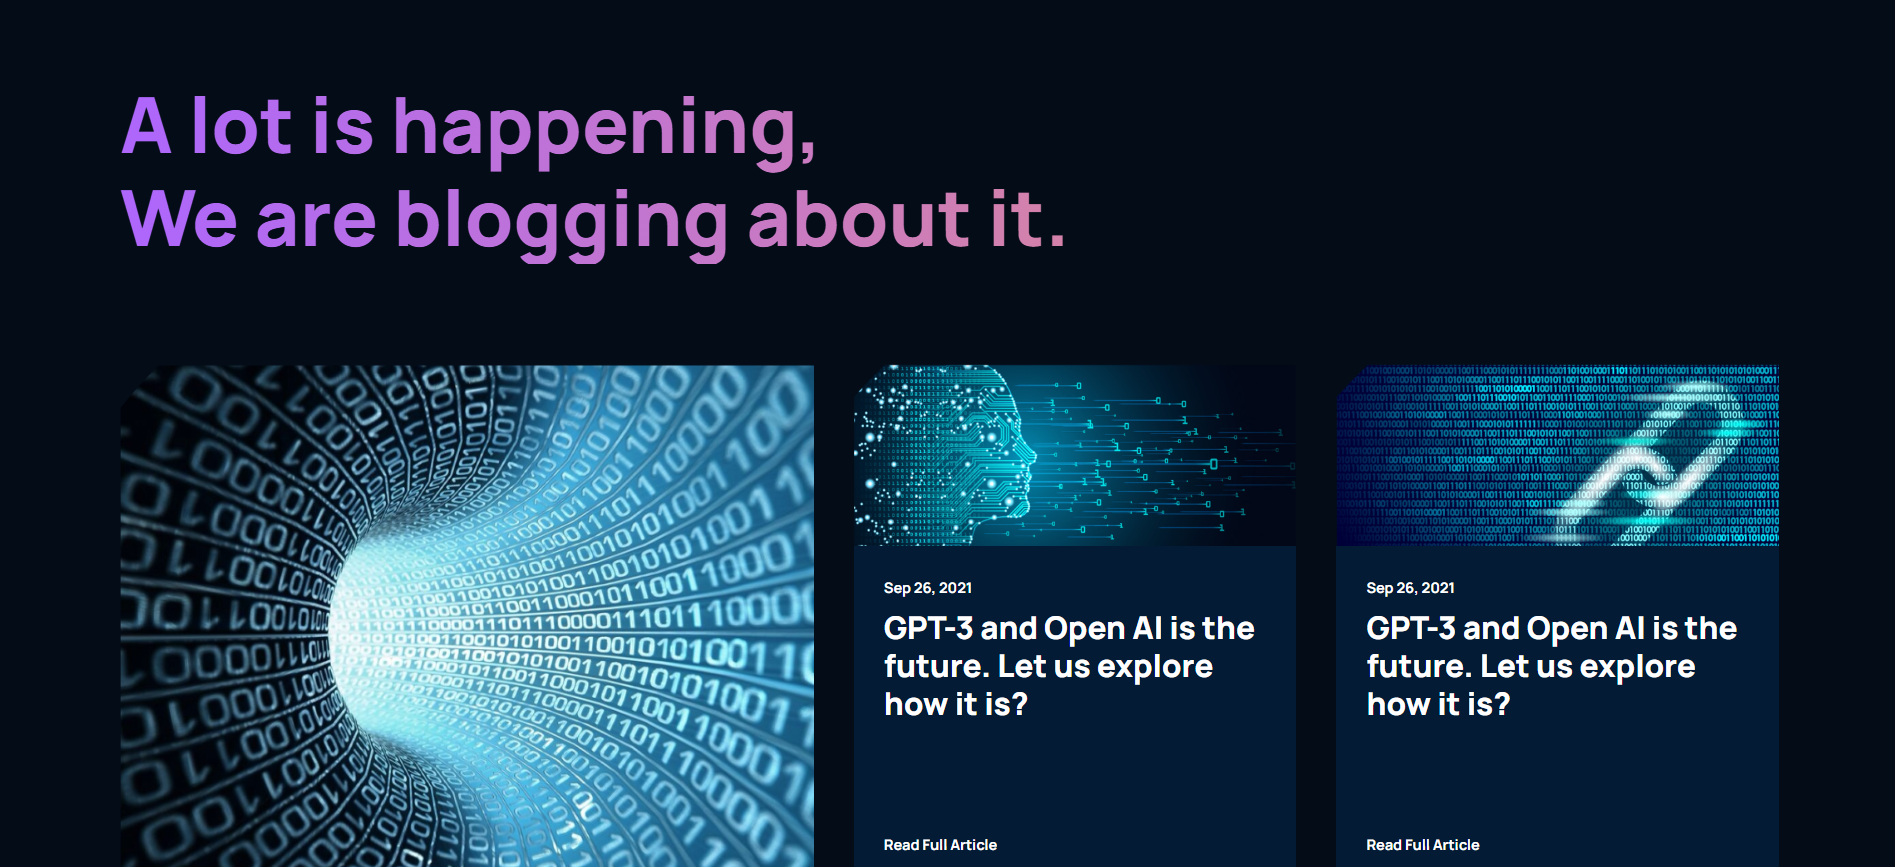 A lot is happening,
We are blogging about it.
Sep 26, 2021
GPT-3 and Open AI is the
future. Let us explore
how it is?
Read Full Article
Sep 26, 2021
GPT-3 and Open AI is the
future. Let us explore
how it is?
Read Full Article